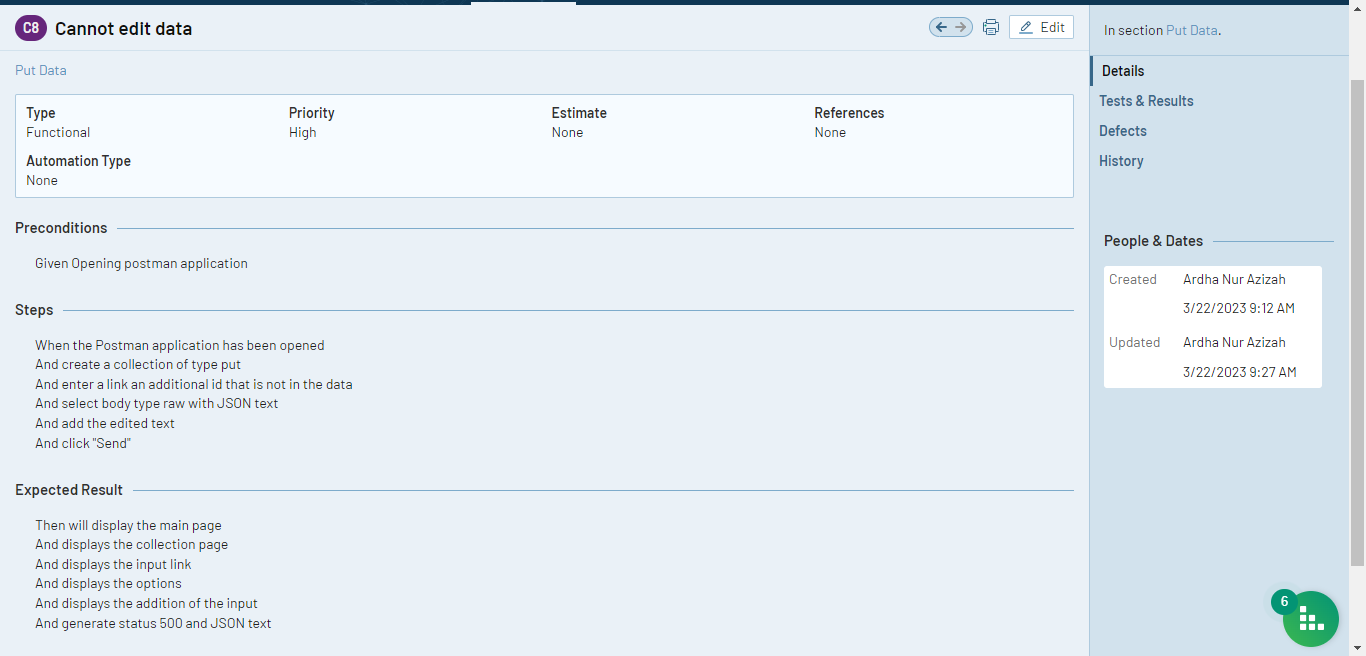 C8 Cannot edit data
Edit
Put Data
Type
Priority
Estimate
References
Functional
High
None
None
Automation Type
None
Preconditions
Given Opening postman application
Steps
When the Postman application has been opened
And create a collection of type put
And enter a link an additional id that is not in the data
And select body type raw with JSON text
And add the edited text
And click "Send"
Expected Result
Then will display the main page
And displays the collection page
And displays the input link
And displays the options
And displays the addition of the input
And generate status 500 and JSON text
In section Put Data.
Details
Tests & Results
Defects
History
People & Dates
Created Ardha Nur Azizah
3/22/2023 9:12 AM
Updated Ardha Nur Azizah
3/22/2023 9:27 AM
6